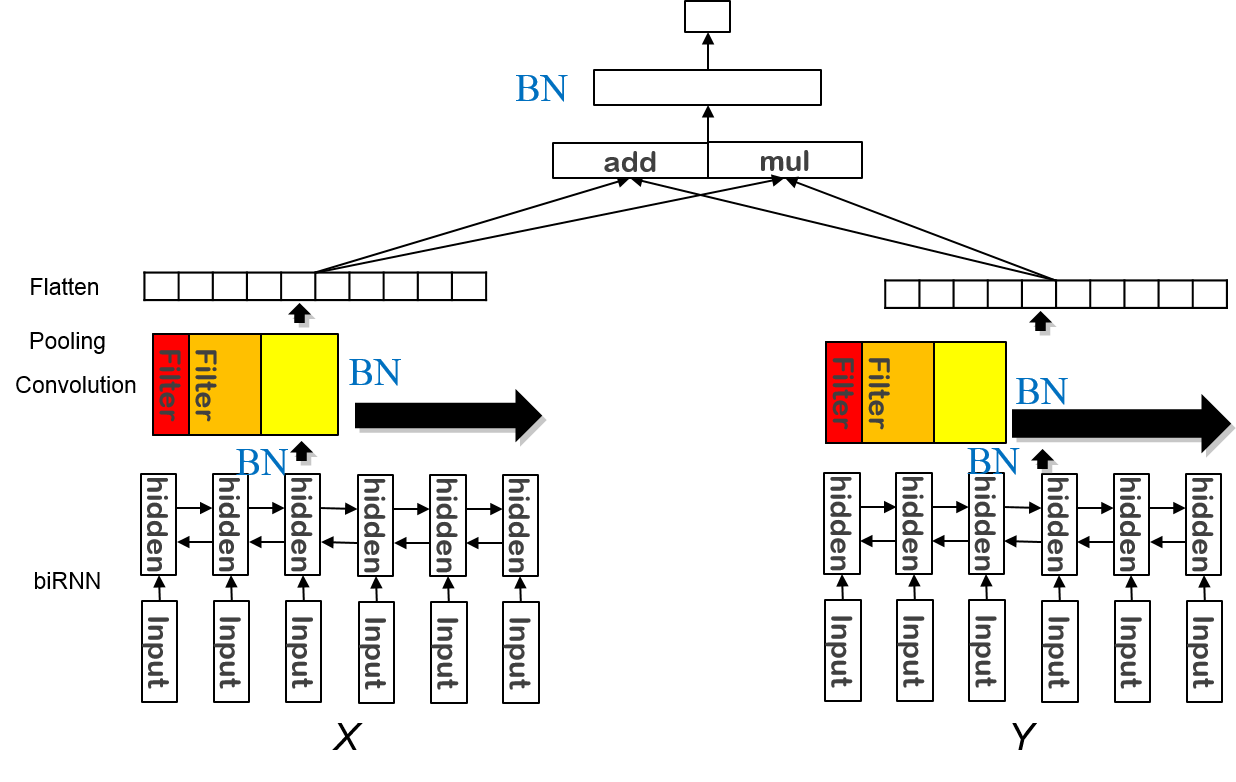 BN
add
mul
Flatten
Pooling
Convolution
Filter
Filter
BN
Filter
Filter
BN
BN
BN
hidden
hidden
hidden
hidden
hidden
hidden
hidden
hidden
hidden
hidden
hidden
hidden
biRNN
Input
Input
Input
Input
Input
Input
Input
Input
Input
Input
Input
Input
X
Y